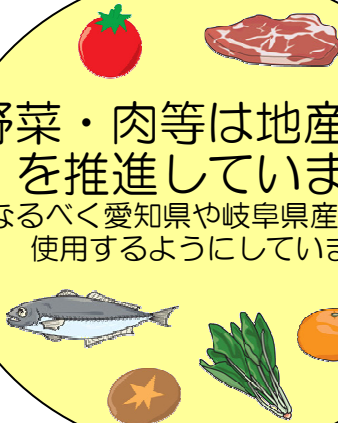 野菜・肉等は地産
を推進していま
なるべく愛知県や岐阜県産
使用するようにしていま